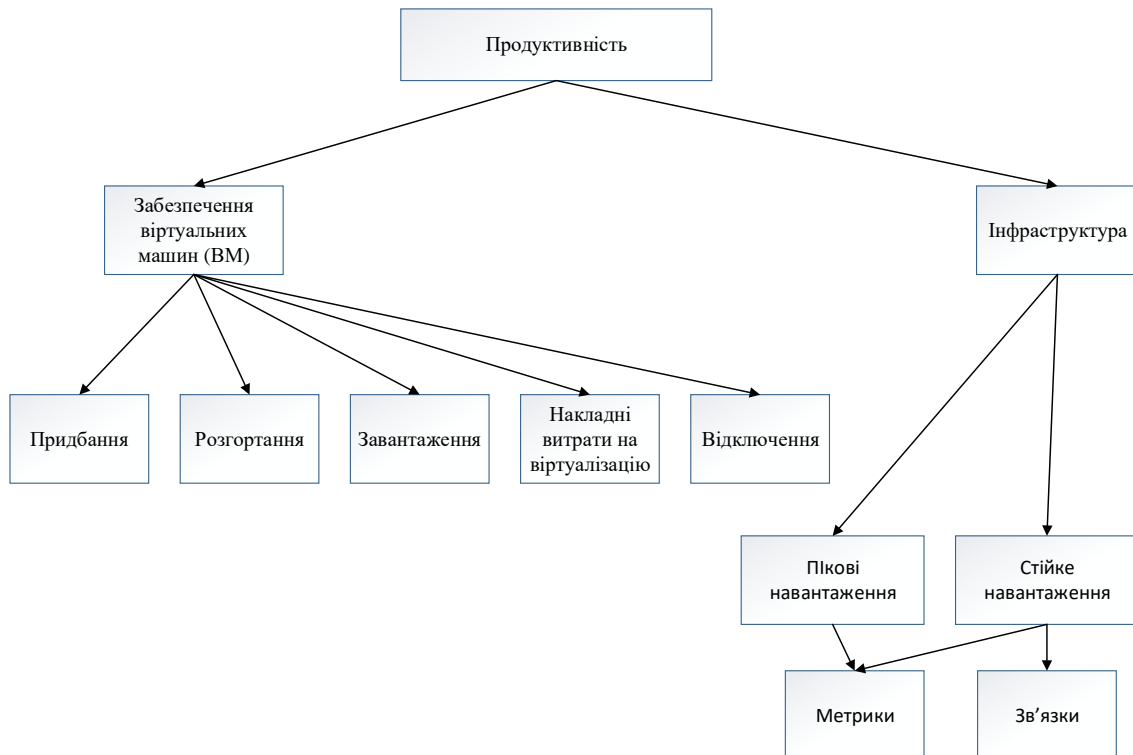 Продуктивність
Забезпечення
віртуальних
машин (ВМ)
Інфраструктура
Придбання
Розгортання
Завантаження
Накладні
витрати на
віртуалізацію
Відключення
ПІкові
навантаження
Стійке
навантаження
Метрики
Зв’язки